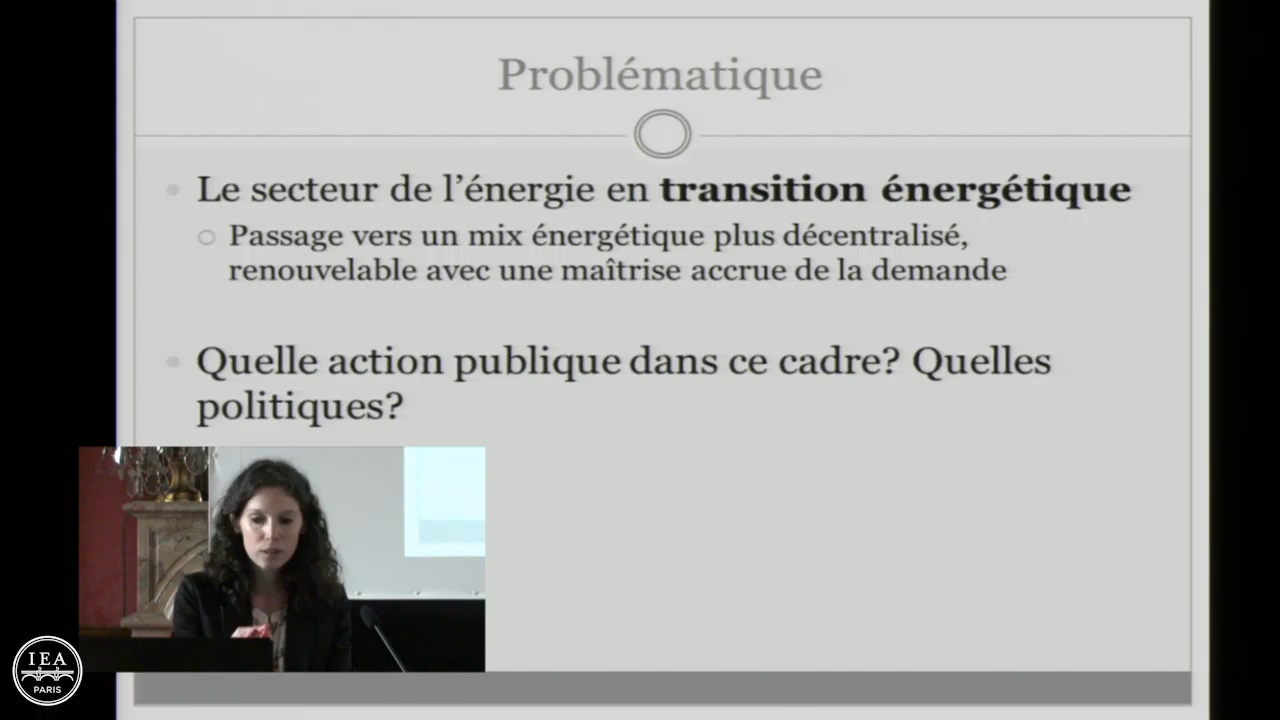 Problématique
Le secteur de l’énergie en transition énergétique
Passage vers un mix énergétique plus décentralisé,
renouvelable avec une maîtrise accrue de la demande
Quelle action publique dans ce cadre? Quelles
politiques?
IEA
PARIS